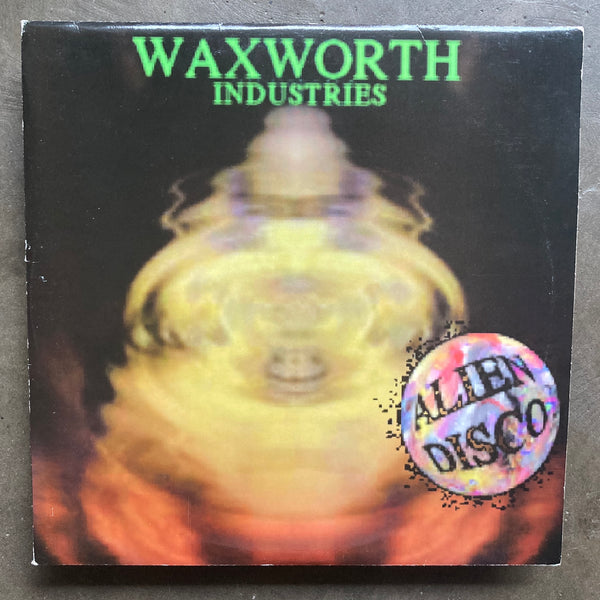 WAXWORTH
INDUSTRIES
ALIEN
DISCO